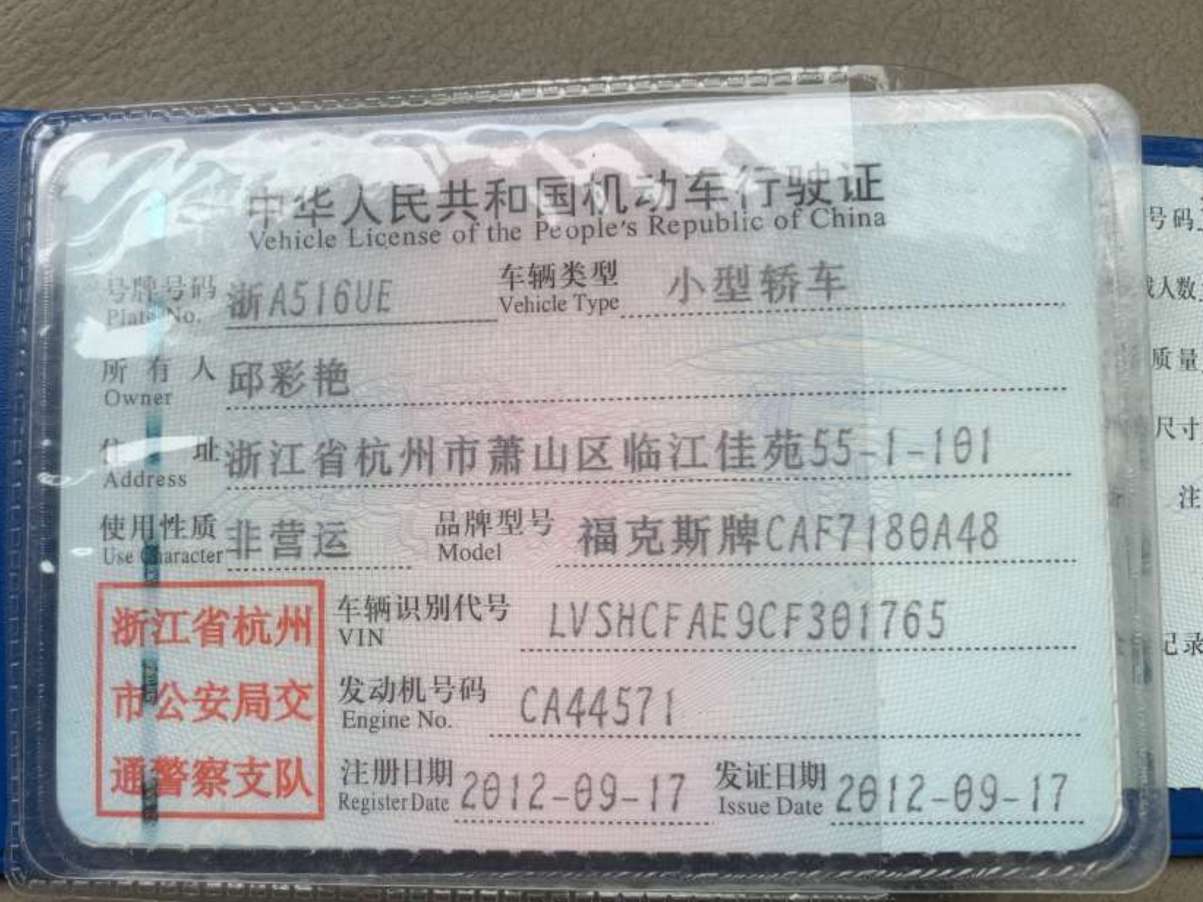 中华人民共和国机动车行驶证
Vehicle License of the People's Republic of China
号牌号码 浙A516UE 车辆类型 小型轿车
Plate No. Vehicle Type
所有人 邱彩艳
Owner
住址 浙江省杭州市萧山区临江佳苑55-1-101
Address
使用性质 非营运 品牌型号 福克斯牌CAF7180A48
Use Character Model
浙江省杭州
市公安局交
通警察支队
车辆识别代号 LVSHCFAE9CF301765
VIN
发动机号码 CA44571
Engine No.
注册日期 2012-09-17 发证日期 2012-09-17
Register Date Issue Date
号码
人数
质量
尺寸
注
记录